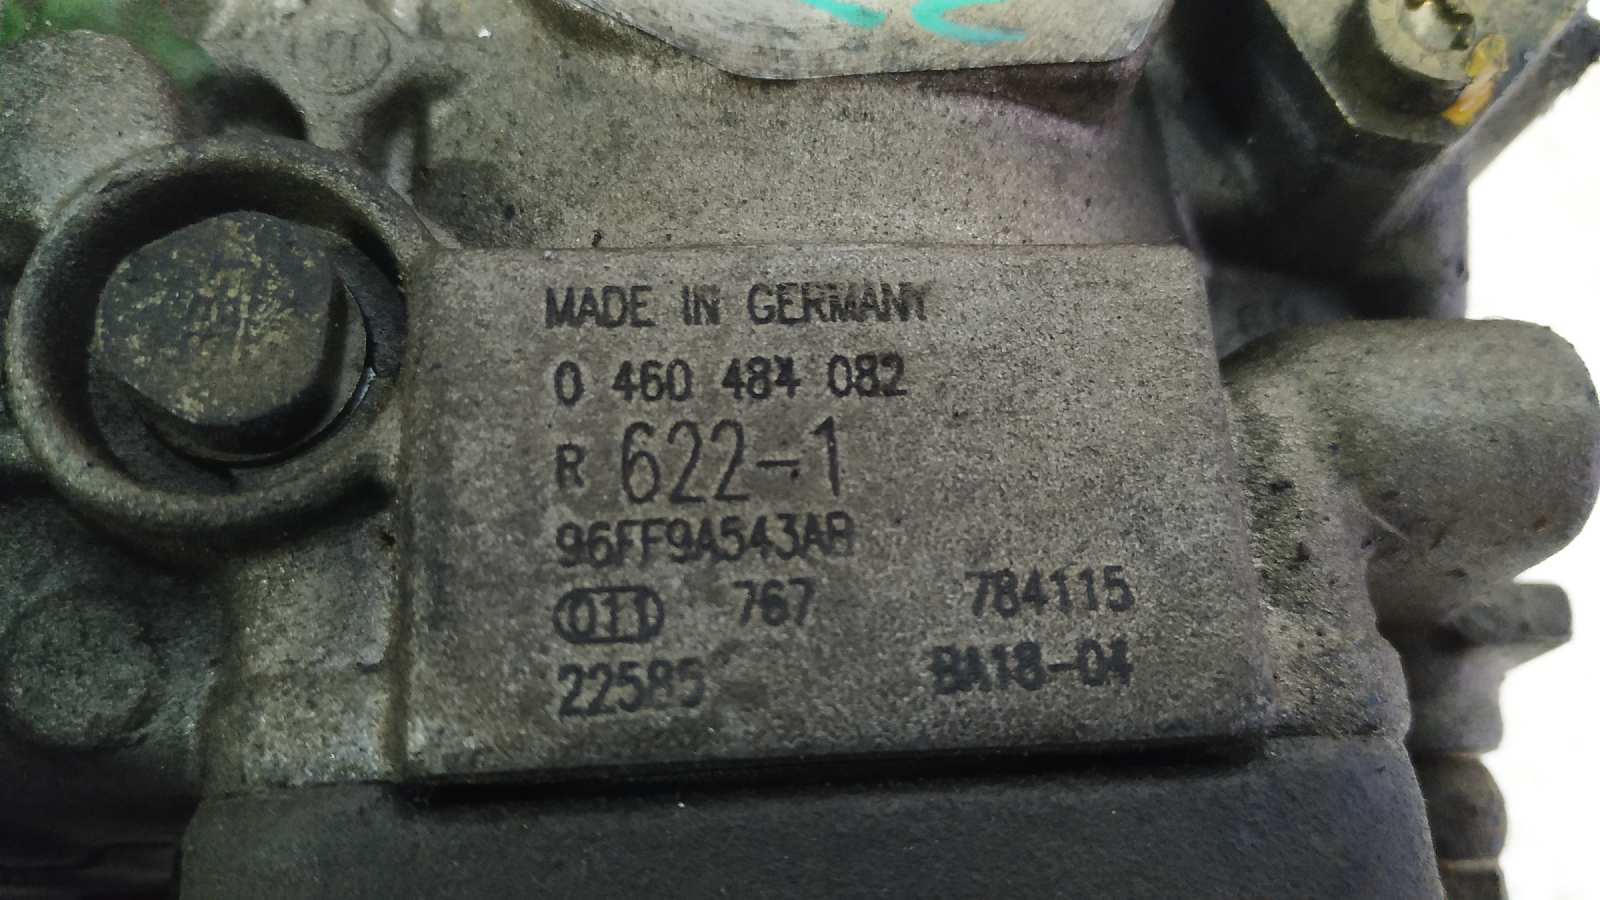 MADE IN GERMANY
0 460 484 082
R 622-1
96FF9A543AB
011 767 784115
22585 BA18-04